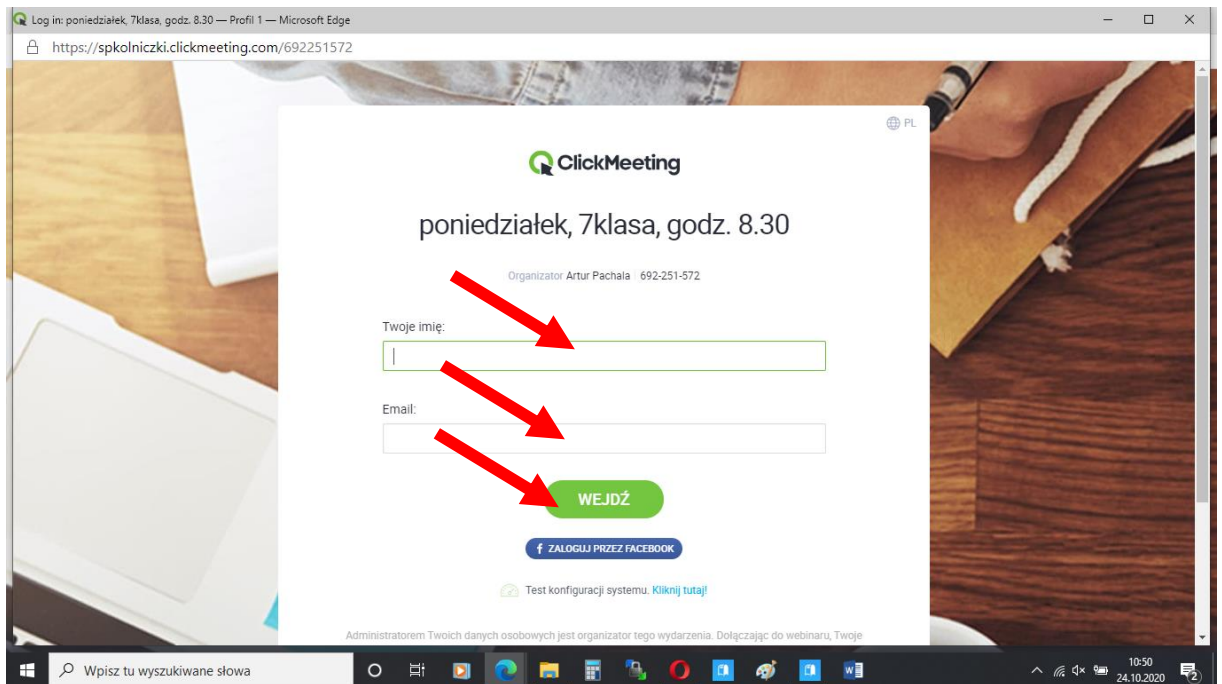 Log in: poniedziałek, 7klasa, godz. 8.30 — Profil 1 — Microsoft Edge
https://spkolniczki.clickmeeting.com/692251572
PL
ClickMeeting
poniedziałek, 7klasa, godz. 8.30
Organizator Artur Pachala 692-251-572
Twoje imię:
Email:
WEJDŹ
f ZALOGUJ PRZEZ FACEBOOK
Test konfiguracji systemu. Kliknij tutaj!
Administratorem Twoich danych osobowych jest organizator tego wydarzenia. Dołączając do webinaru, Twoje
Wpisz tu wyszukiwane słowa
10:50
24.10.2020
2